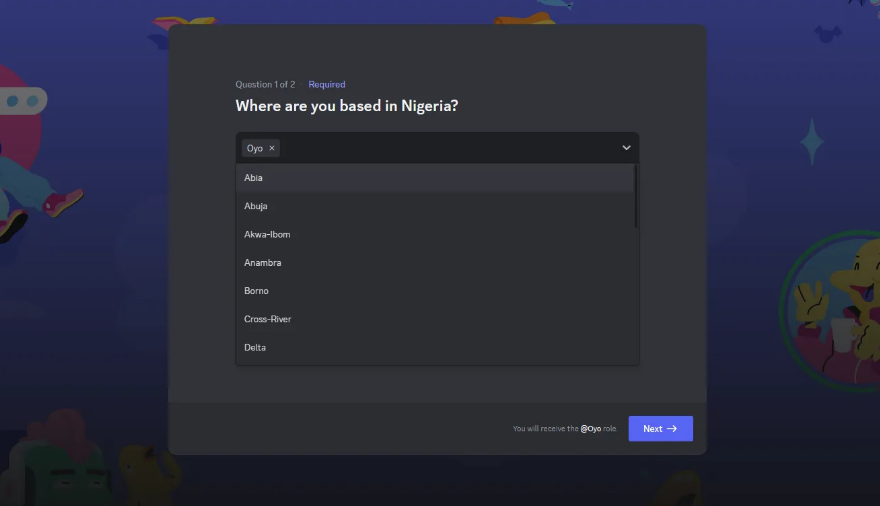 Question 1 of 2 · Required
Where are you based in Nigeria?
Oyo ×
Abia
Abuja
Akwa-Ibom
Anambra
Borno
Cross-River
Delta
You will receive the @Oyo role.
Next →